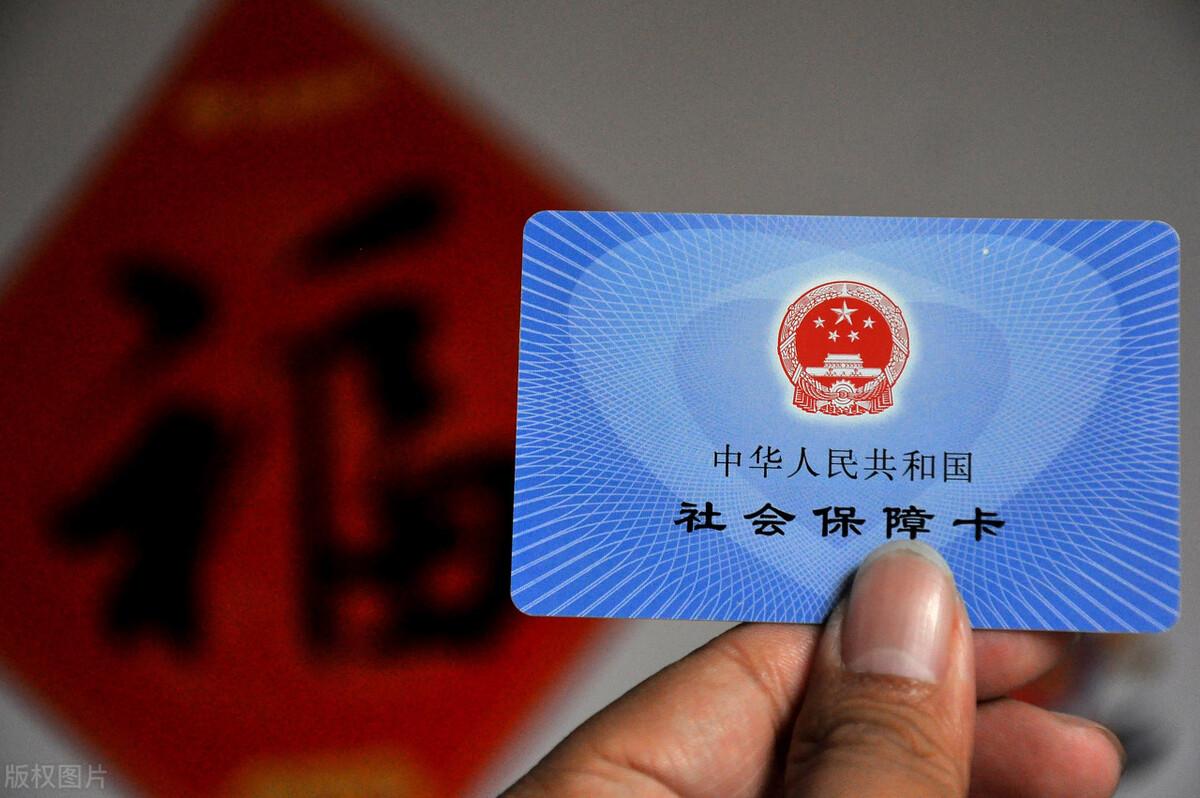 福
中华人民共和国
社会保障卡
版权图片